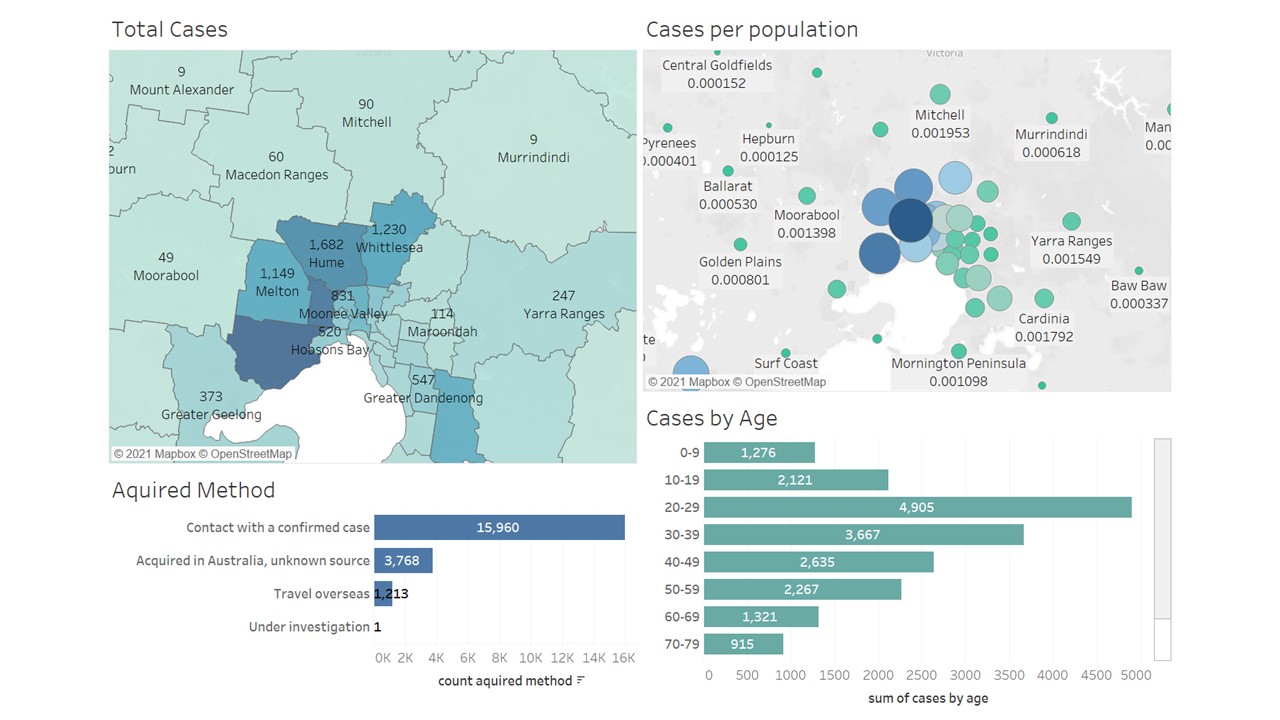 Total Cases
Victoria
9
Mount Alexander
90
Mitchell
9
Murrindindi
2
burn
60
Macedon Ranges
1,230
Whittlesea
1,682
Hume
49
Moorabool
1,149
Melton
831
Moonee Valley
247
Yarra Ranges
114
Maroondah
520
Hobsons Bay
547
Greater Dandenong
373
Greater Geelong
© 2021 Mapbox © OpenStreetMap
Cases per population
Victoria
Central Goldfields
0.000152
Mitchell
0.001953
Man
0.00
Murrindindi
0.000618
Pyrenees
0.000401
Hepburn
0.000125
Ballarat
0.000530
Moorabool
0.001398
Yarra Ranges
0.001549
Golden Plains
0.000801
Baw Baw
0.000337
Cardinia
0.001792
te
Surf Coast
Mornington Peninsula
0.001098
© 2021 Mapbox © OpenStreetMap
Aquired Method
Contact with a confirmed case 15,960
Acquired in Australia, unknown source 3,768
Travel overseas 1,213
Under investigation 1
0K 2K 4K 6K 8K 10K 12K 14K 16K
count aquired method
Cases by Age
0-9 1,276
10-19 2,121
20-29 4,905
30-39 3,667
40-49 2,635
50-59 2,267
60-69 1,321
70-79 915
0 500 1000 1500 2000 2500 3000 3500 4000 4500 5000
sum of cases by age